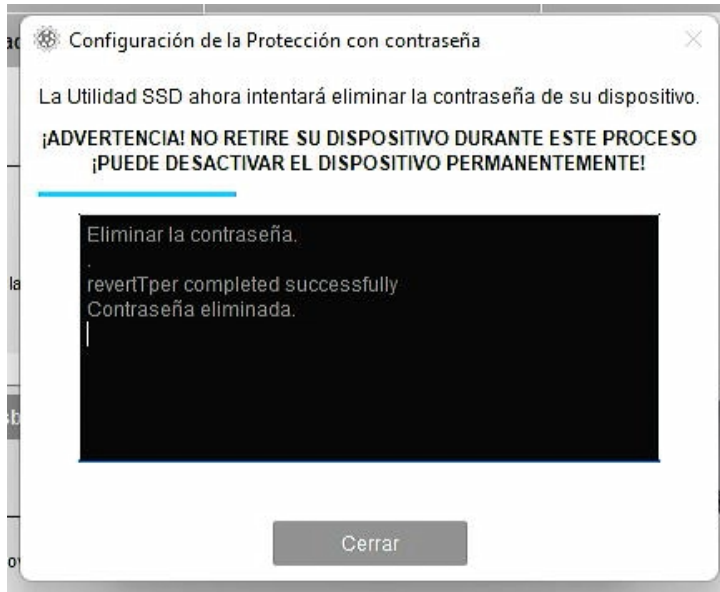 Configuración de la Protección con contraseña
La Utilidad SSD ahora intentará eliminar la contraseña de su dispositivo.
¡ADVERTENCIA! NO RETIRE SU DISPOSITIVO DURANTE ESTE PROCESO
¡PUEDE DESACTIVAR EL DISPOSITIVO PERMANENTEMENTE!
Eliminar la contraseña.
.
revertTper completed successfully
Contraseña eliminada.
Cerrar